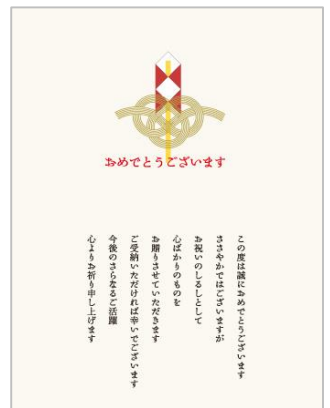 おめでとうございます
この度は誠におめでとうございます
ささやかではございますが
お祝いのしるしとして
心ばかりのものを
お贈りさせていただきます
ご受納いただければ幸いでございます
今後のさらなるご活躍
心よりお祈り申し上げます